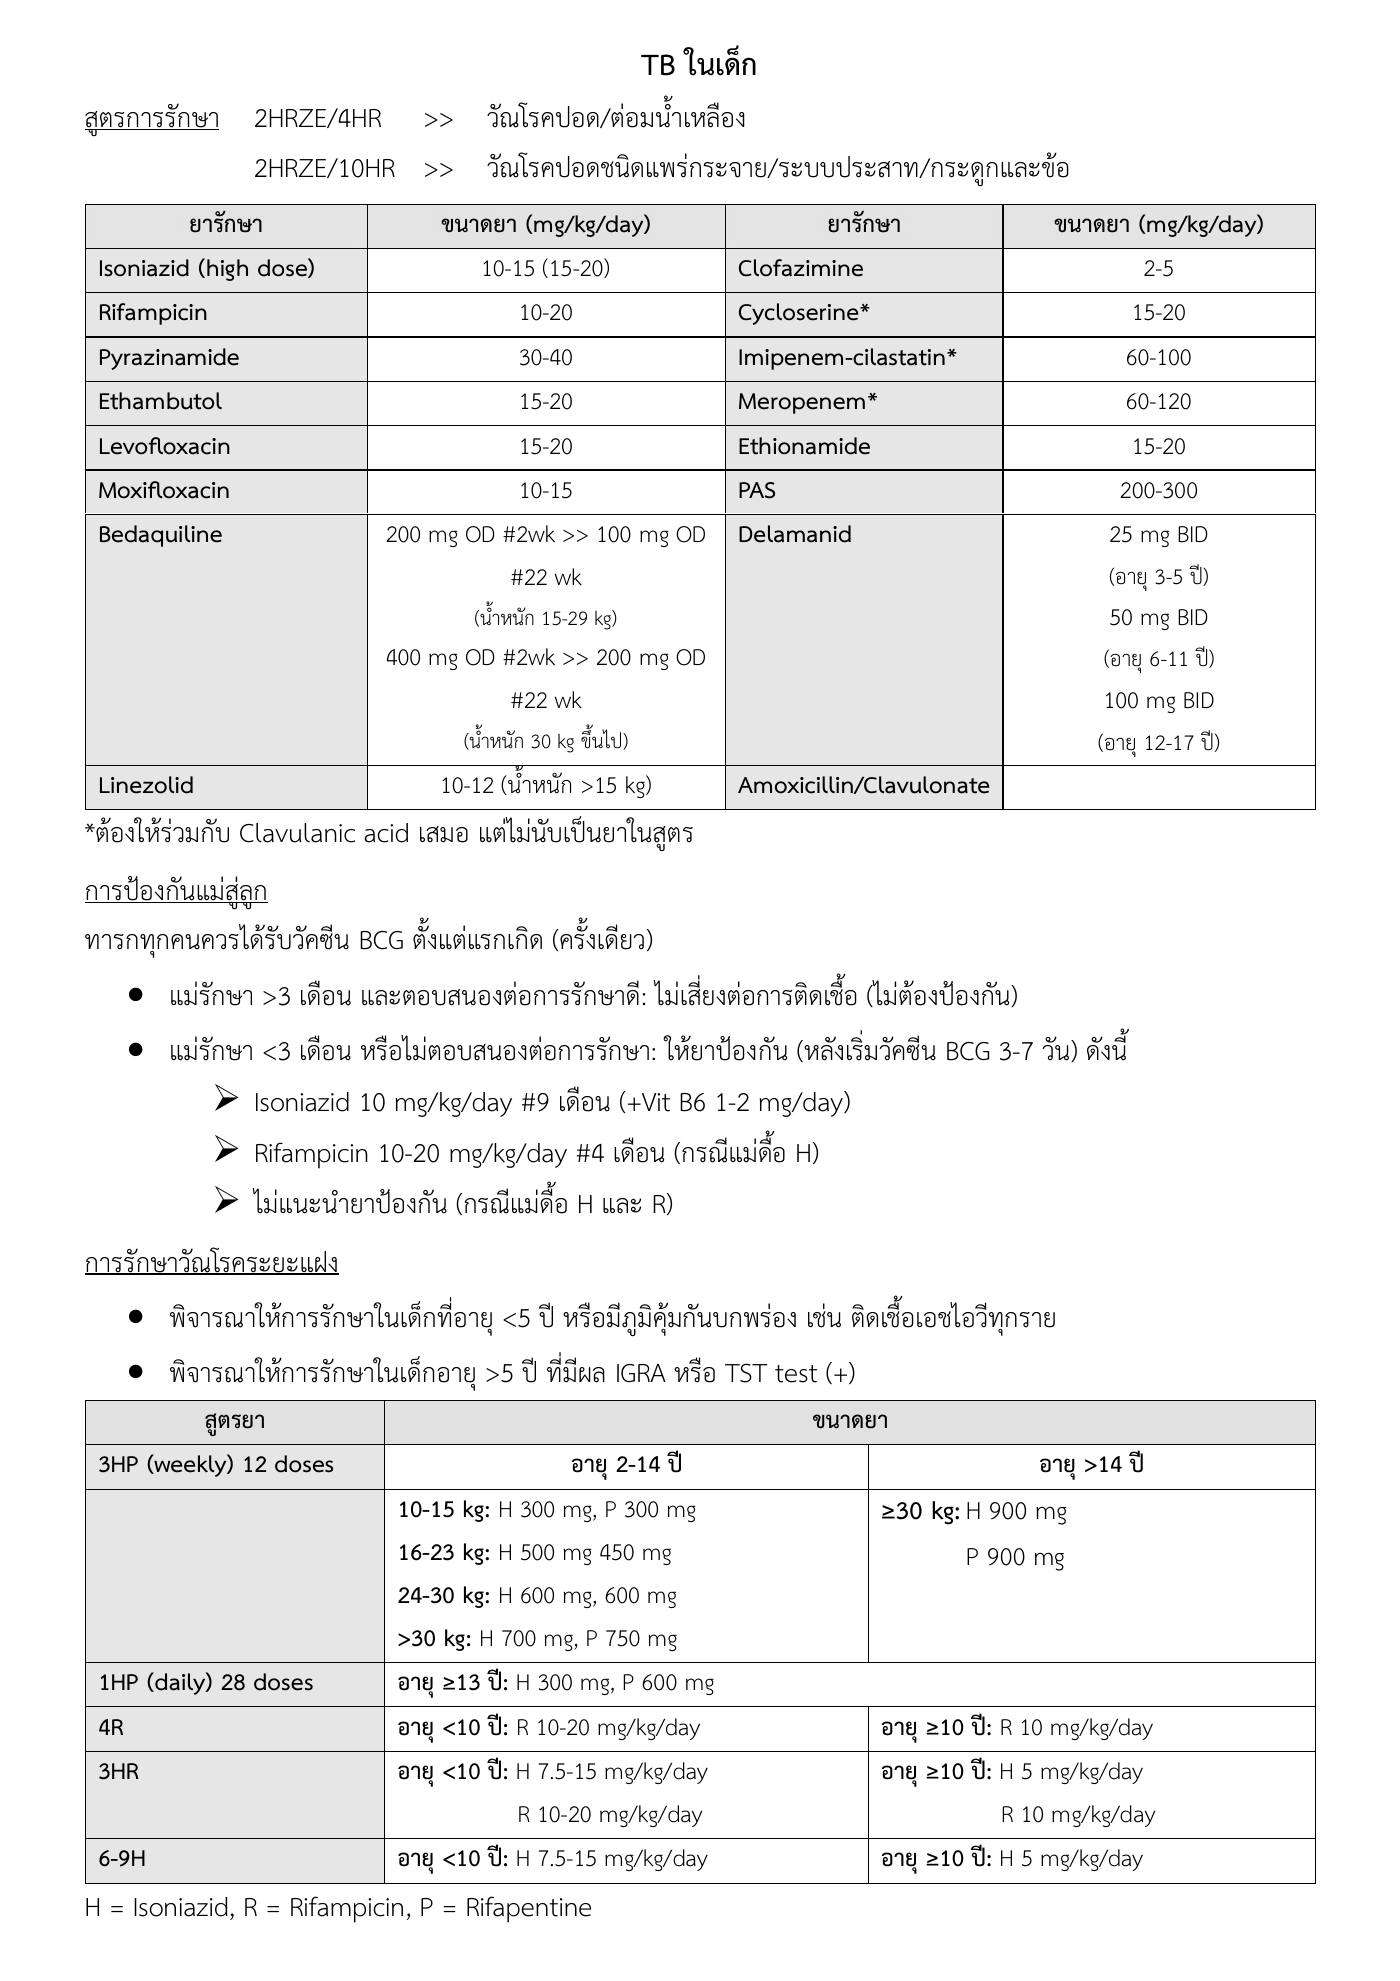 TB ในเด็ก
สูตรการรักษา 2HRZE/4HR >> วัณโรคปอด/ต่อมน้ำเหลือง
2HRZE/10HR >> วัณโรคปอดชนิดแพร่กระจาย/ระบบประสาท/กระดูกและข้อ
ยารักษา ขนาดยา (mg/kg/day) ยารักษา ขนาดยา (mg/kg/day)
Isoniazid (high dose) 10-15 (15-20) Clofazimine 2-5
Rifampicin 10-20 Cycloserine* 15-20
Pyrazinamide 30-40 Imipenem-cilastatin* 60-100
Ethambutol 15-20 Meropenem* 60-120
Levofloxacin 15-20 Ethionamide 15-20
Moxifloxacin 10-15 PAS 200-300
Bedaquiline 200 mg OD #2wk >> 100 mg OD Delamanid 25 mg BID
#22 wk (อายุ 3-5 ปี)
(น้ำหนัก 15-29 kg) 50 mg BID
400 mg OD #2wk >> 200 mg OD (อายุ 6-11 ปี)
#22 wk 100 mg BID
(น้ำหนัก 30 kg ขึ้นไป) (อายุ 12-17 ปี)
Linezolid 10-12 (น้ำหนัก >15 kg) Amoxicillin/Clavulonate
*ต้องให้ร่วมกับ Clavulanic acid เสมอ แต่ไม่นับเป็นยาในสูตร
การป้องกันแม่สู่ลูก
ทารกทุกคนควรได้รับวัคซีน BCG ตั้งแต่แรกเกิด (ครั้งเดียว)
● แม่รักษา >3 เดือน และตอบสนองต่อการรักษาดี: ไม่เสี่ยงต่อการติดเชื้อ (ไม่ต้องป้องกัน)
● แม่รักษา <3 เดือน หรือไม่ตอบสนองต่อการรักษา: ให้ยาป้องกัน (หลังเริ่มวัคซีน BCG 3-7 วัน) ดังนี้
➢ Isoniazid 10 mg/kg/day #9 เดือน (+Vit B6 1-2 mg/day)
➢ Rifampicin 10-20 mg/kg/day #4 เดือน (กรณีแม่ดื้อ H)
➢ ไม่แนะนำยาป้องกัน (กรณีแม่ดื้อ H และ R)
การรักษาวัณโรคระยะแฝง
● พิจารณาให้การรักษาในเด็กที่อายุ <5 ปี หรือมีภูมิคุ้มกันบกพร่อง เช่น ติดเชื้อเอชไอวีทุกราย
● พิจารณาให้การรักษาในเด็กอายุ >5 ปี ที่มีผล IGRA หรือ TST test (+)
สูตรยา ขนาดยา
3HP (weekly) 12 doses อายุ 2-14 ปี อายุ >14 ปี
10-15 kg: H 300 mg, P 300 mg ≥30 kg: H 900 mg
16-23 kg: H 500 mg 450 mg P 900 mg
24-30 kg: H 600 mg, 600 mg
>30 kg: H 700 mg, P 750 mg
1HP (daily) 28 doses อายุ ≥13 ปี: H 300 mg, P 600 mg
4R อายุ <10 ปี: R 10-20 mg/kg/day อายุ ≥10 ปี: R 10 mg/kg/day
3HR อายุ <10 ปี: H 7.5-15 mg/kg/day อายุ ≥10 ปี: H 5 mg/kg/day
R 10-20 mg/kg/day R 10 mg/kg/day
6-9H อายุ <10 ปี: H 7.5-15 mg/kg/day อายุ ≥10 ปี: H 5 mg/kg/day
H = Isoniazid, R = Rifampicin, P = Rifapentine